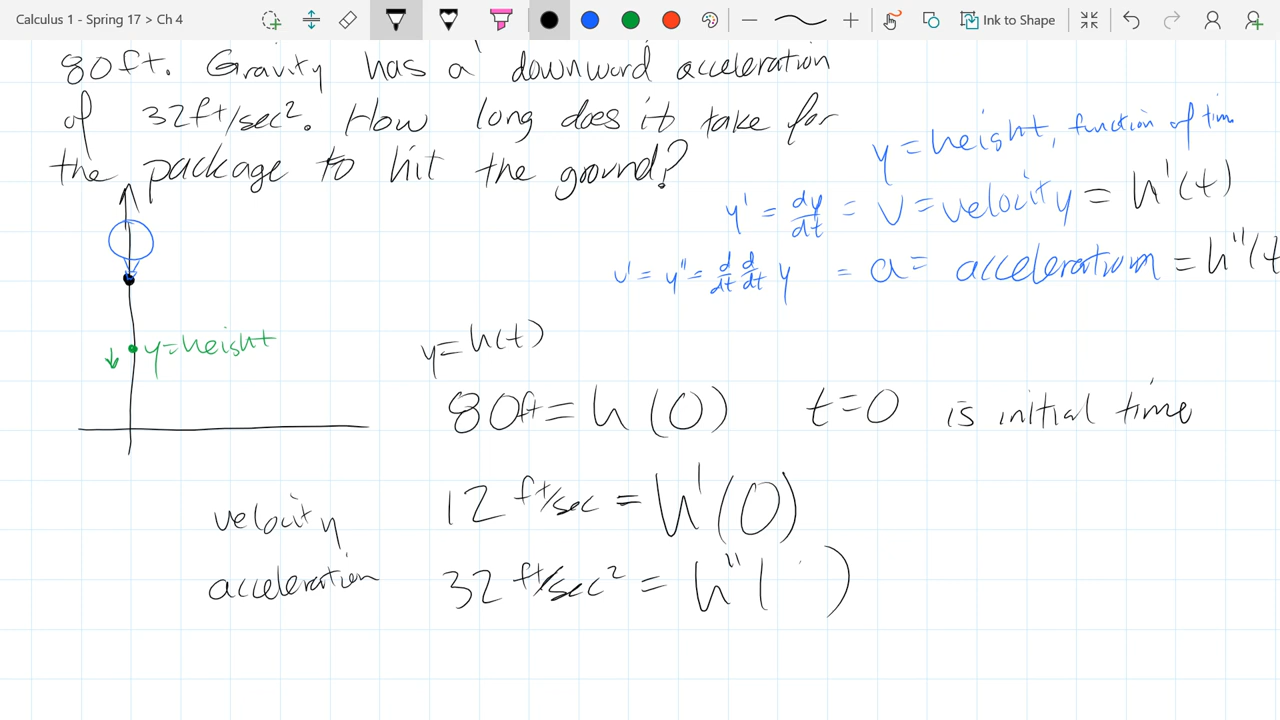 Calculus 1 - Spring 17 > Ch 4
Ink to Shape
80ft. Gravity has a downward acceleration
of 32ft/sec². How long does it take for
the package to hit the ground?
y = height, function of time
y' = dy/dt = v = velocity = h'(t)
v' = y'' = d/dt d/dt y = a = acceleration = h''(t
y=height
y=h(t)
80ft = h(0) t=0 is initial time
velocity 12 ft/sec = h'(0)
acceleration 32 ft/sec² = h''( )